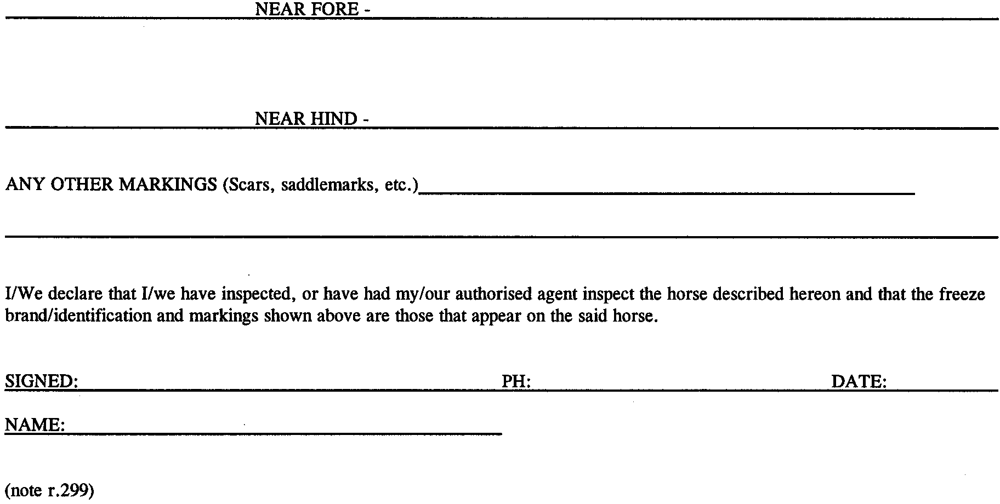 NEAR FORE -
NEAR HIND -
ANY OTHER MARKINGS (Scars, saddlemarks, etc.)
I/We declare that I/we have inspected, or have had my/our authorised agent inspect the horse described hereon and that the freeze
brand/identification and markings shown above are those that appear on the said horse.
SIGNED: PH: DATE:
NAME:
(note r.299)